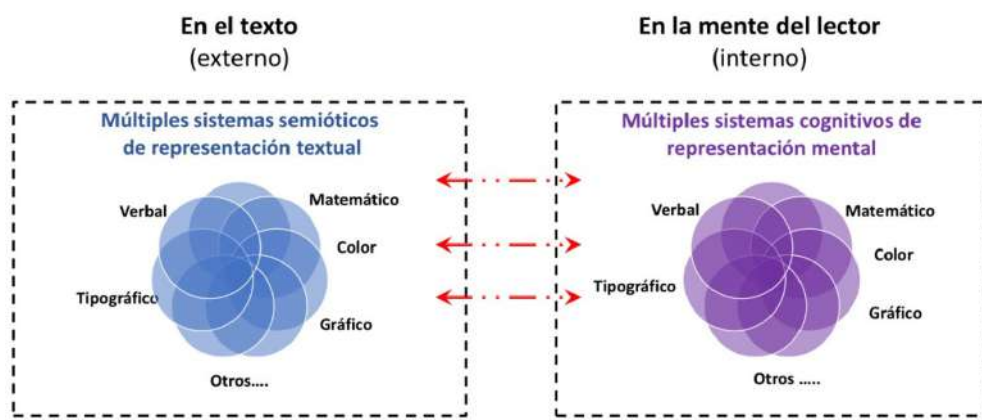 En el texto
(externo)
Múltiples sistemas semióticos
de representación textual
Verbal
Matemático
Color
Tipográfico
Gráfico
Otros....
En la mente del lector
(interno)
Múltiples sistemas cognitivos de
representación mental
Verbal
Matemático
Color
Tipográfico
Gráfico
Otros .....